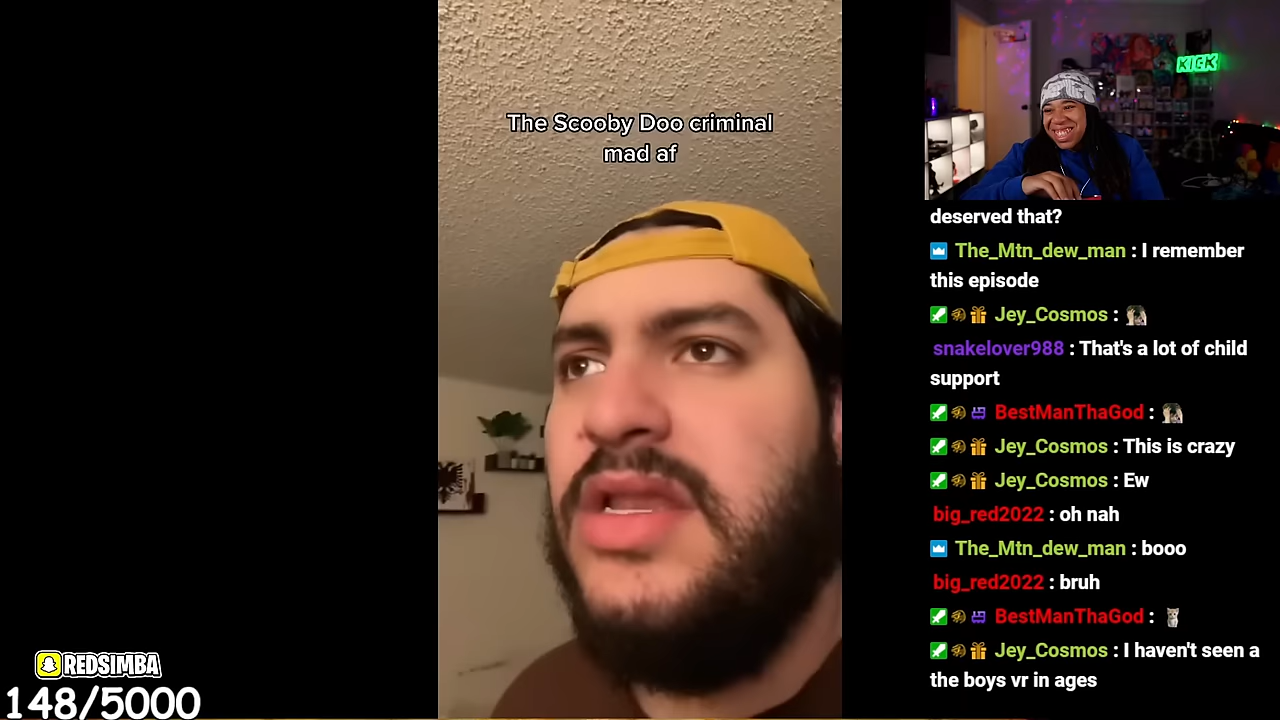 The Scooby Doo criminal
mad af
KICK
deserved that?
The_Mtn_dew_man : I remember
this episode
Jey_Cosmos :
snakelover988 : That's a lot of child
support
BestManThaGod :
Jey_Cosmos : This is crazy
Jey_Cosmos : Ew
big_red2022 : oh nah
The_Mtn_dew_man : booo
big_red2022 : bruh
BestManThaGod :
Jey_Cosmos : I haven't seen a
the boys vr in ages
REDSIMBA
148/5000